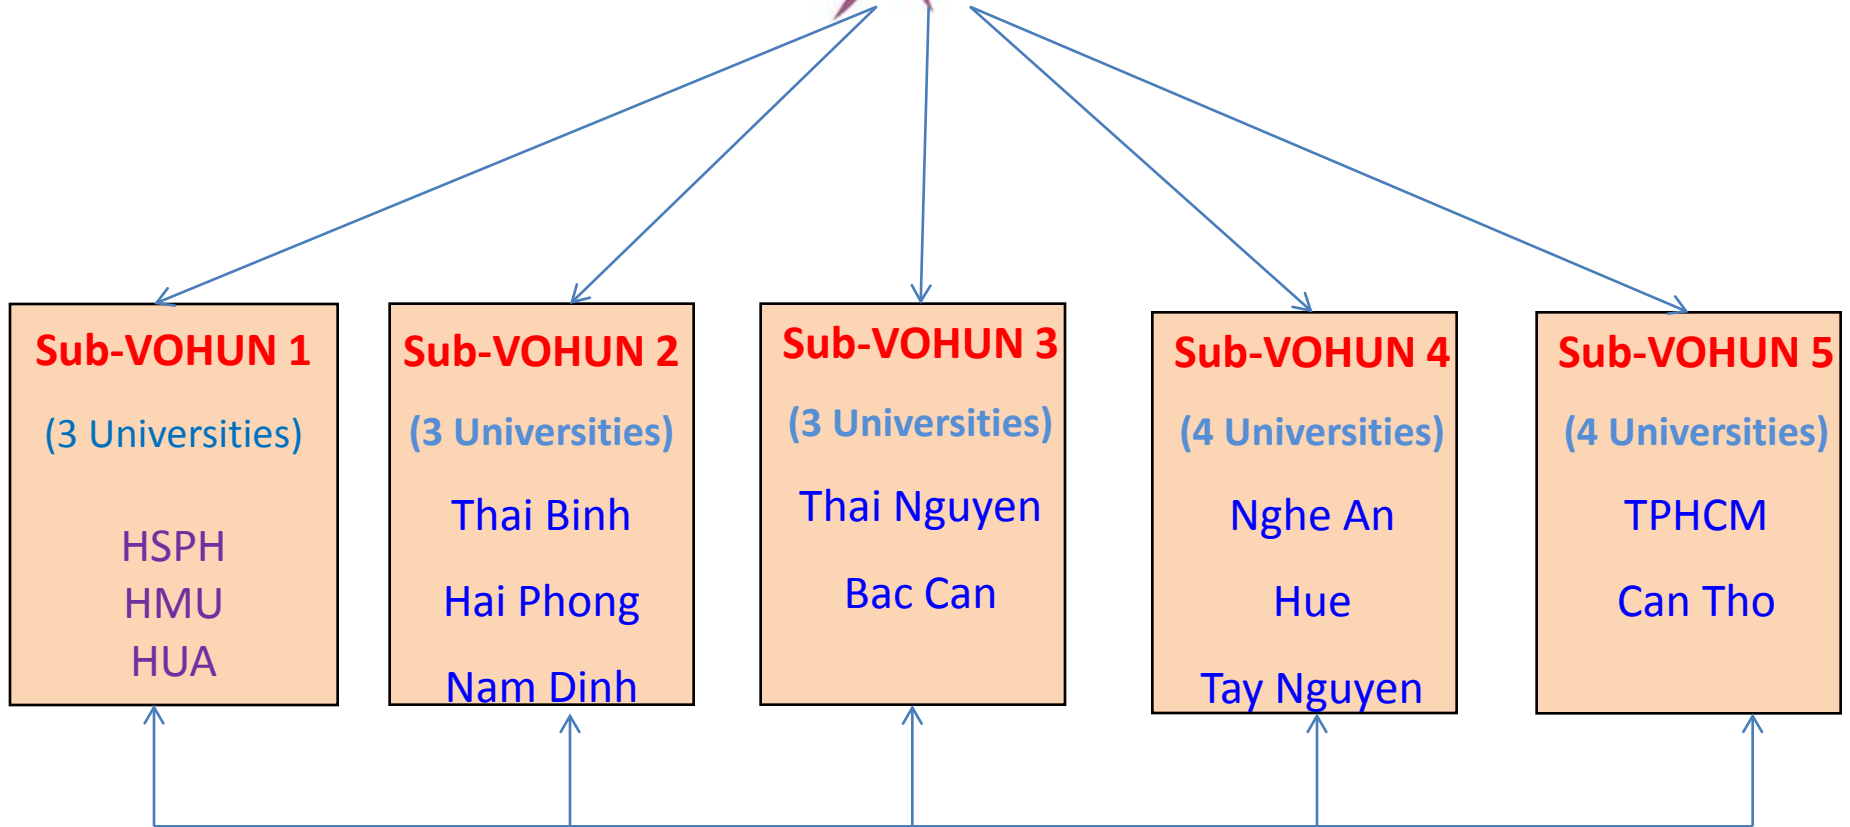 Sub-VOHUN 1
(3 Universities)
HSPH
HMU
HUA
Sub-VOHUN 2
(3 Universities)
Thai Binh
Hai Phong
Nam Dinh
Sub-VOHUN 3
(3 Universities)
Thai Nguyen
Bac Can
Sub-VOHUN 4
(4 Universities)
Nghe An
Hue
Tay Nguyen
Sub-VOHUN 5
(4 Universities)
TPHCM
Can Tho